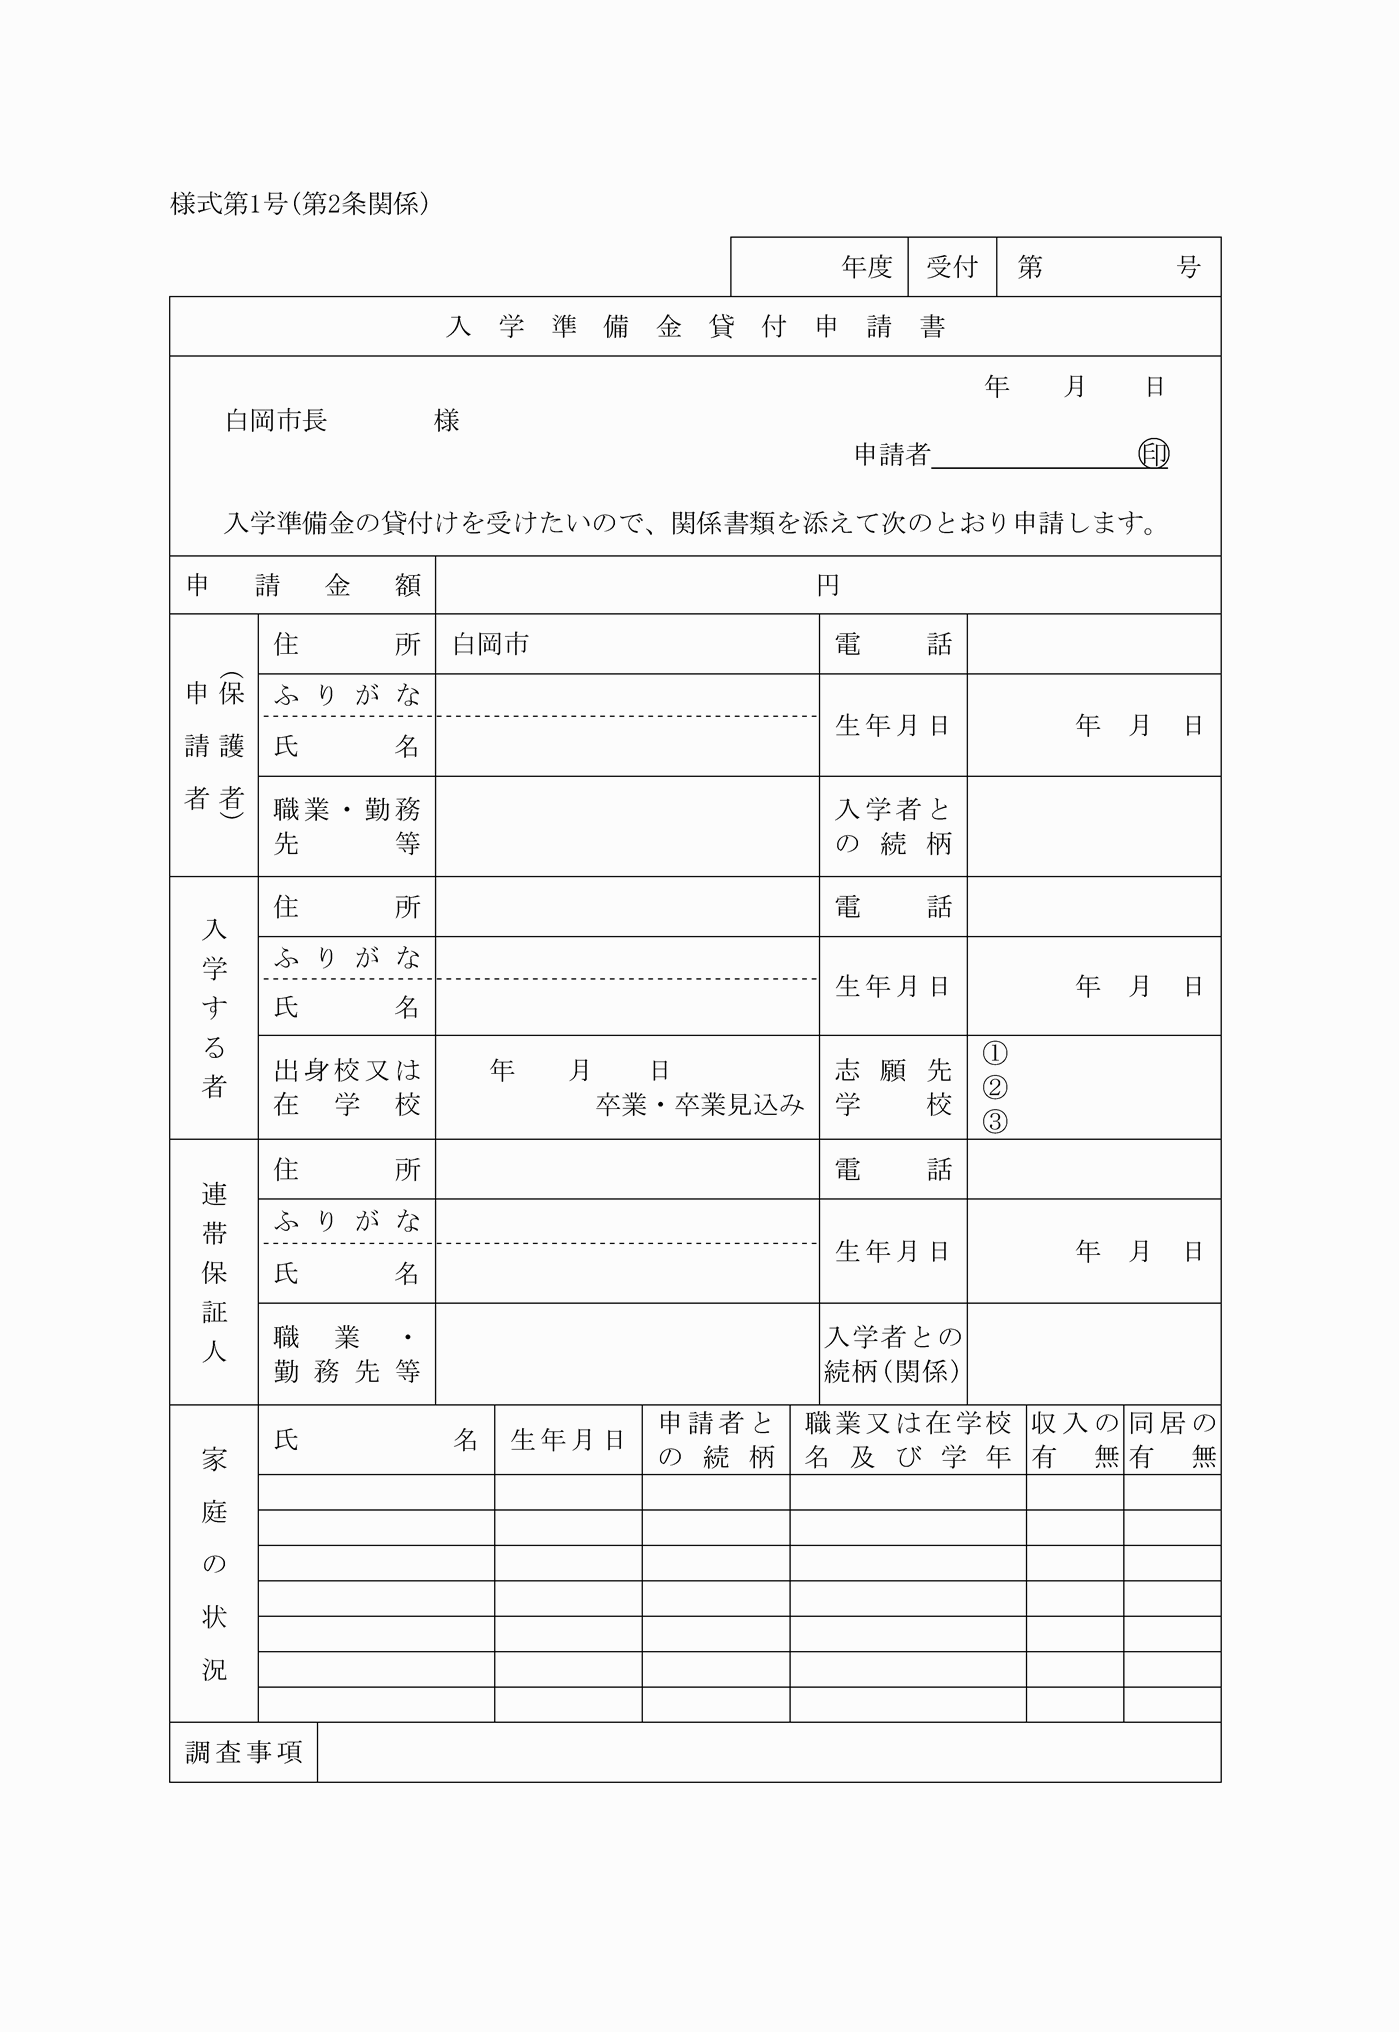 様式第1号(第2条関係)
年度 受付 第 号
入学準備金貸付申請書
年 月 日
白岡市長 様
申請者 ㊞
入学準備金の貸付けを受けたいので、関係書類を添えて次のとおり申請します。
申請金額 円
申請者(保護者)
住所 白岡市 電話
ふりがな
氏名
生年月日 年 月 日
職業・勤務
先等
入学者と
の続柄
入学する者
住所 電話
ふりがな
氏名
生年月日 年 月 日
出身校又は
在学校
年 月 日
卒業・卒業見込み
志願先
学校
①
②
③
連帯保証人
住所 電話
ふりがな
氏名
生年月日 年 月 日
職業・
勤務先等
入学者との
続柄(関係)
家庭の状況
氏名
生年月日
申請者と
の続柄
職業又は在学校
名及び学年
収入の
有無
同居の
有無
調査事項